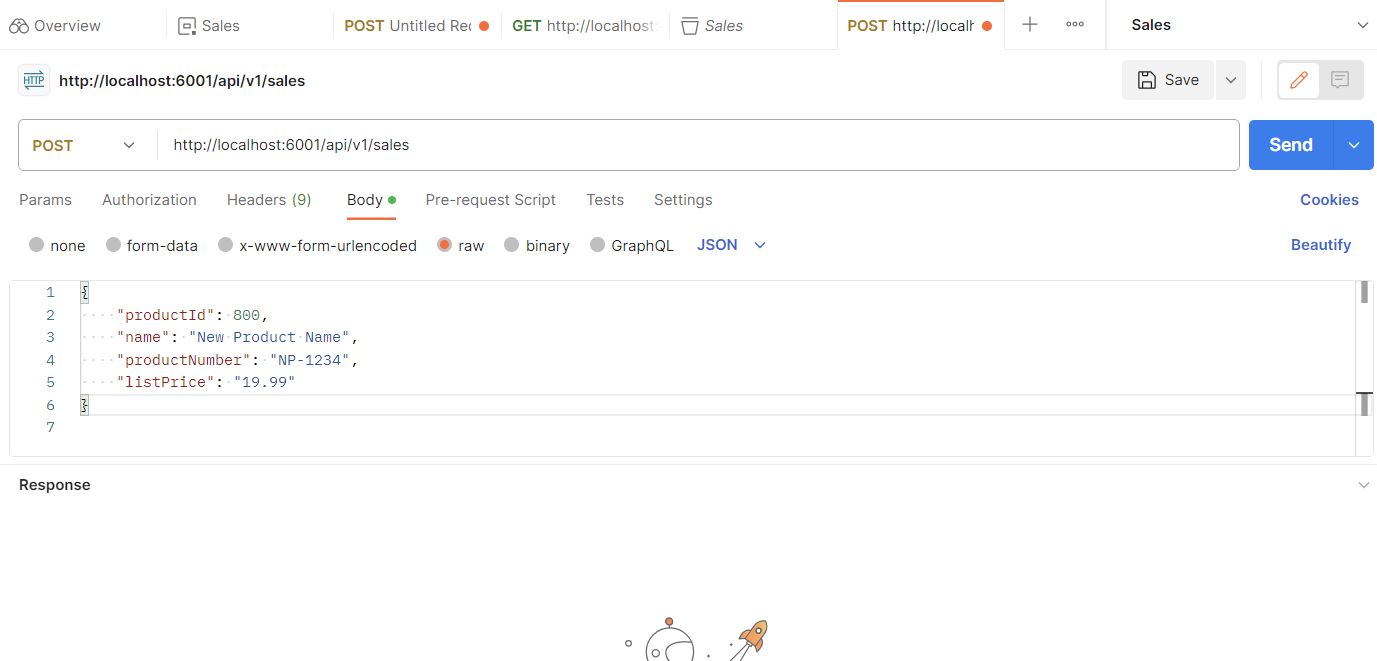 Overview Sales POST Untitled Rec GET http://localhost: Sales POST http://localh Sales
HTTP http://localhost:6001/api/v1/sales Save
POST http://localhost:6001/api/v1/sales Send
Params Authorization Headers (9) Body Pre-request Script Tests Settings Cookies
none form-data x-www-form-urlencoded raw binary GraphQL JSON Beautify
1 {
2 "productId": 800,
3 "name": "New Product Name",
4 "productNumber": "NP-1234",
5 "listPrice": "19.99"
6 }
7
Response